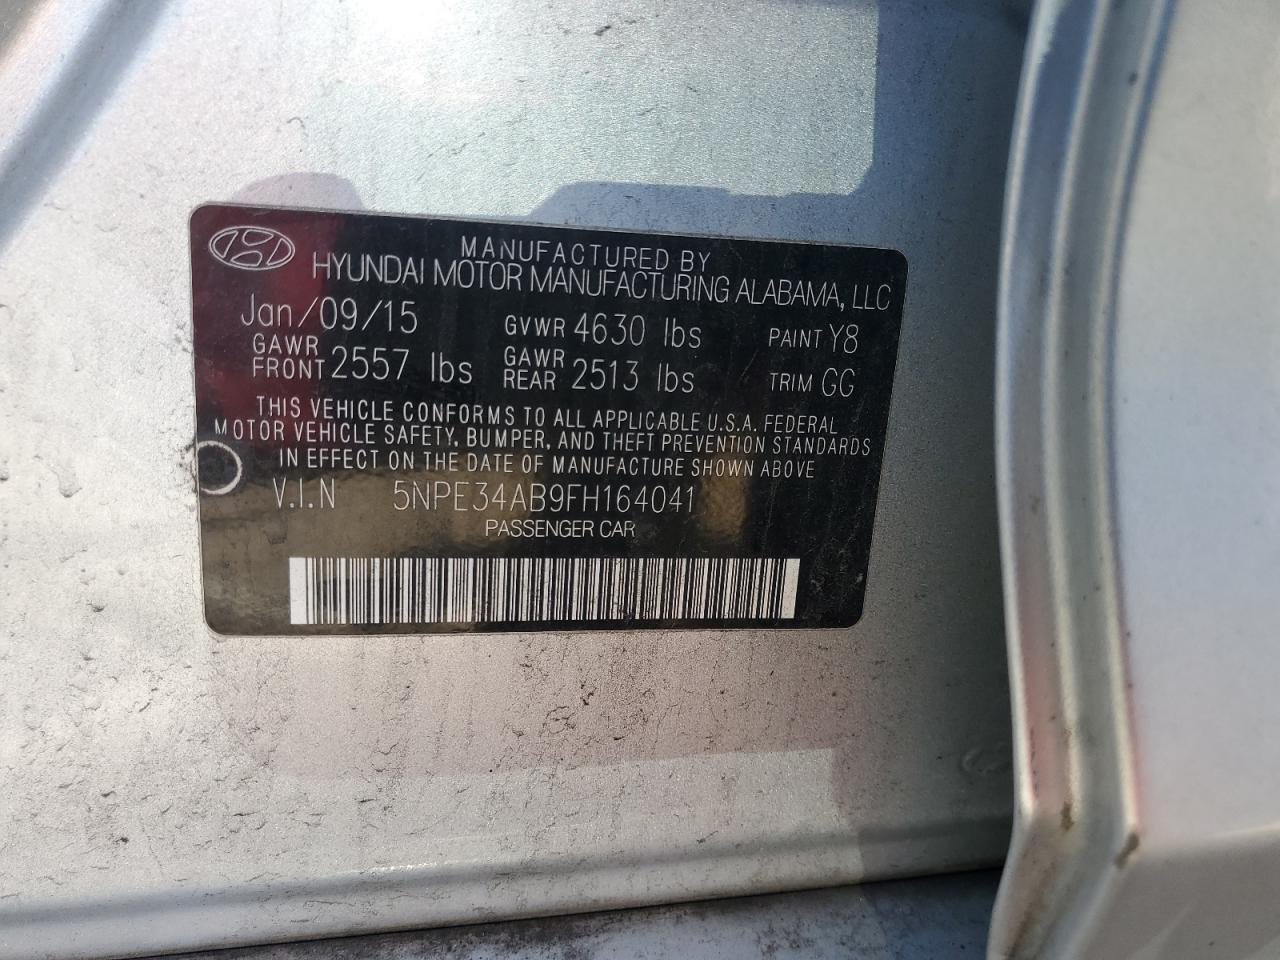 MANUFACTURED BY
HYUNDAI MOTOR MANUFACTURING ALABAMA, LLC
Jan/09/15 GVWR 4630 lbs PAINT Y8
GAWR FRONT 2557 lbs GAWR REAR 2513 lbs TRIM GG
THIS VEHICLE CONFORMS TO ALL APPLICABLE U.S.A. FEDERAL
MOTOR VEHICLE SAFETY, BUMPER, AND THEFT PREVENTION STANDARDS
IN EFFECT ON THE DATE OF MANUFACTURE SHOWN ABOVE
V.I.N 5NPE34AB9FH164041
PASSENGER CAR